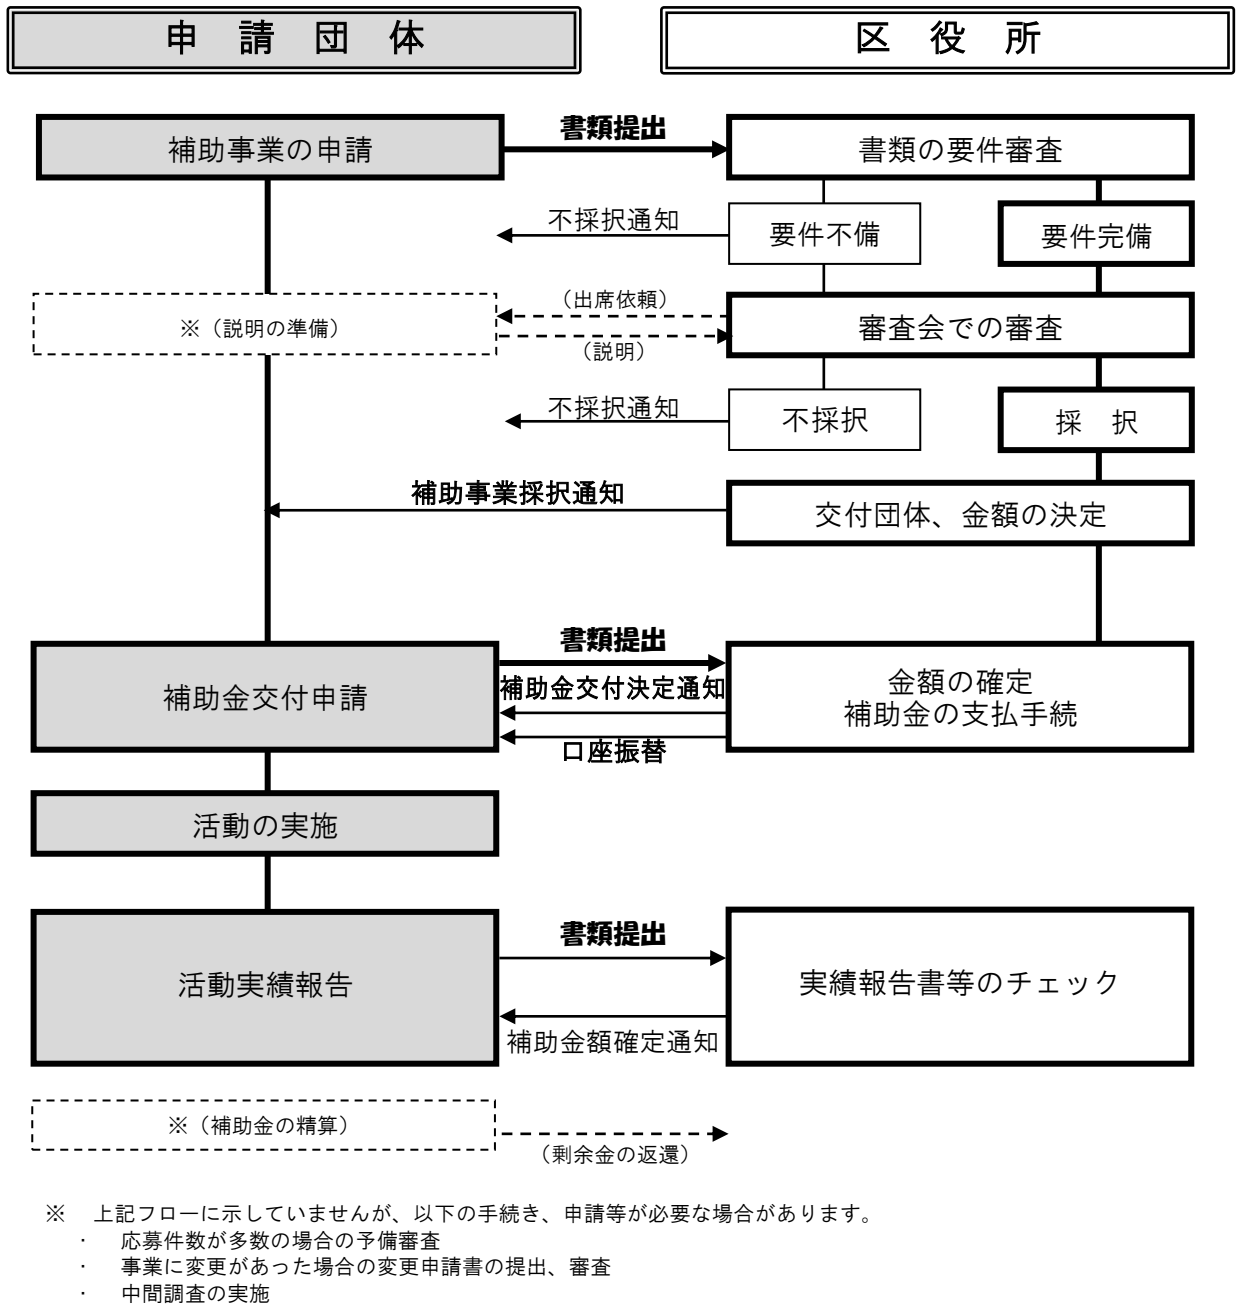 申 請 団 体
区 役 所
補助事業の申請
書類提出
書類の要件審査
不採択通知
要件不備
要件完備
※（説明の準備）
（出席依頼）
（説明）
審査会での審査
不採択通知
不採択
採 択
補助事業採択通知
交付団体、金額の決定
補助金交付申請
書類提出
補助金交付決定通知
口座振替
金額の確定
補助金の支払手続
活動の実施
活動実績報告
書類提出
補助金額確定通知
実績報告書等のチェック
※（補助金の精算）
（剰余金の返還）
※ 上記フローに示していませんが、以下の手続き、申請等が必要な場合があります。
・ 応募件数が多数の場合の予備審査
・ 事業に変更があった場合の変更申請書の提出、審査
・ 中間調査の実施